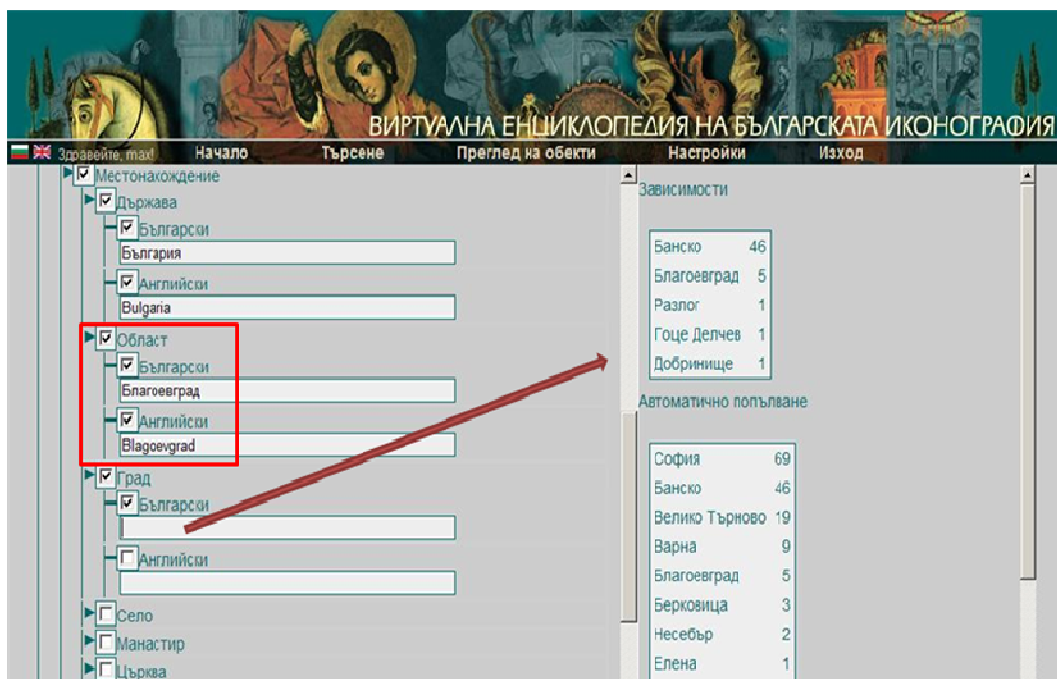 ВИРТУАЛНА ЕНЦИКЛОПЕДИЯ НА БЪЛГАРСКАТА ИКОНОГРАФИЯ
Здравейте, max! Начало Търсене Преглед на обекти Настройки Изход
Местонахождение
Държава
Български
България
Английски
Bulgaria
Област
Български
Благоевград
Английски
Blagoevgrad
Град
Български
Английски
Село
Манастир
Църква
Зависимости
Банско 46
Благоевград 5
Разлог 1
Гоце Делчев 1
Добринище 1
Автоматично попълване
София 69
Банско 46
Велико Търново 19
Варна 9
Благоевград 5
Берковица 3
Несебър 2
Елена 1